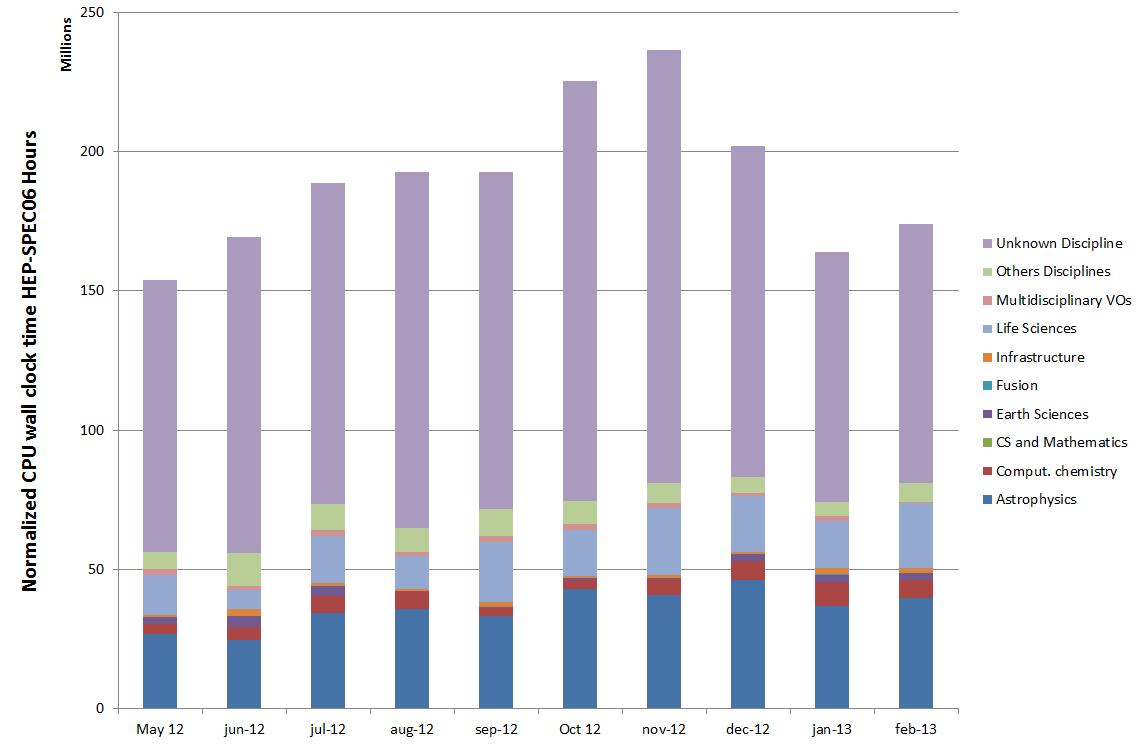 250
Millions
200
150
100
50
0
Normalized CPU wall clock time HEP-SPEC06 Hours
May 12 jun-12 jul-12 aug-12 sep-12 Oct 12 nov-12 dec-12 jan-13 feb-13
Unknown Discipline
Others Disciplines
Multidisciplinary VOs
Life Sciences
Infrastructure
Fusion
Earth Sciences
CS and Mathematics
Comput. chemistry
Astrophysics